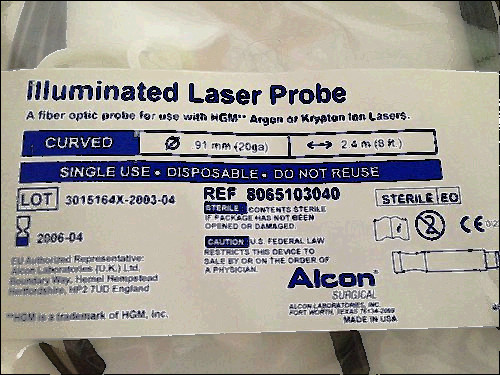 Illuminated Laser Probe
A fiber optic probe for use with HGM** Argon or Krypton Ion Lasers.
CURVED Ø .91 mm (20ga) ↔ 2.4 m (8 ft.)
SINGLE USE • DISPOSABLE • DO NOT REUSE
LOT 3015164X-2003-04
REF 8065103040
STERILE EO
STERILE: CONTENTS STERILE
IF PACKAGE HAS NOT BEEN
OPENED OR DAMAGED.
2006-04
CAUTION: U.S. FEDERAL LAW
RESTRICTS THIS DEVICE TO
SALE BY OR ON THE ORDER OF
A PHYSICIAN.
EU Authorized Representative:
Alcon Laboratories (U.K.) Ltd.
Boundary Way, Hemel Hempstead
Hertfordshire, HP2 7UD England
CE
Alcon
SURGICAL
ALCON LABORATORIES, INC.
FORT WORTH, TEXAS 76134-2099
MADE IN USA
**HGM is a trademark of HGM, Inc.